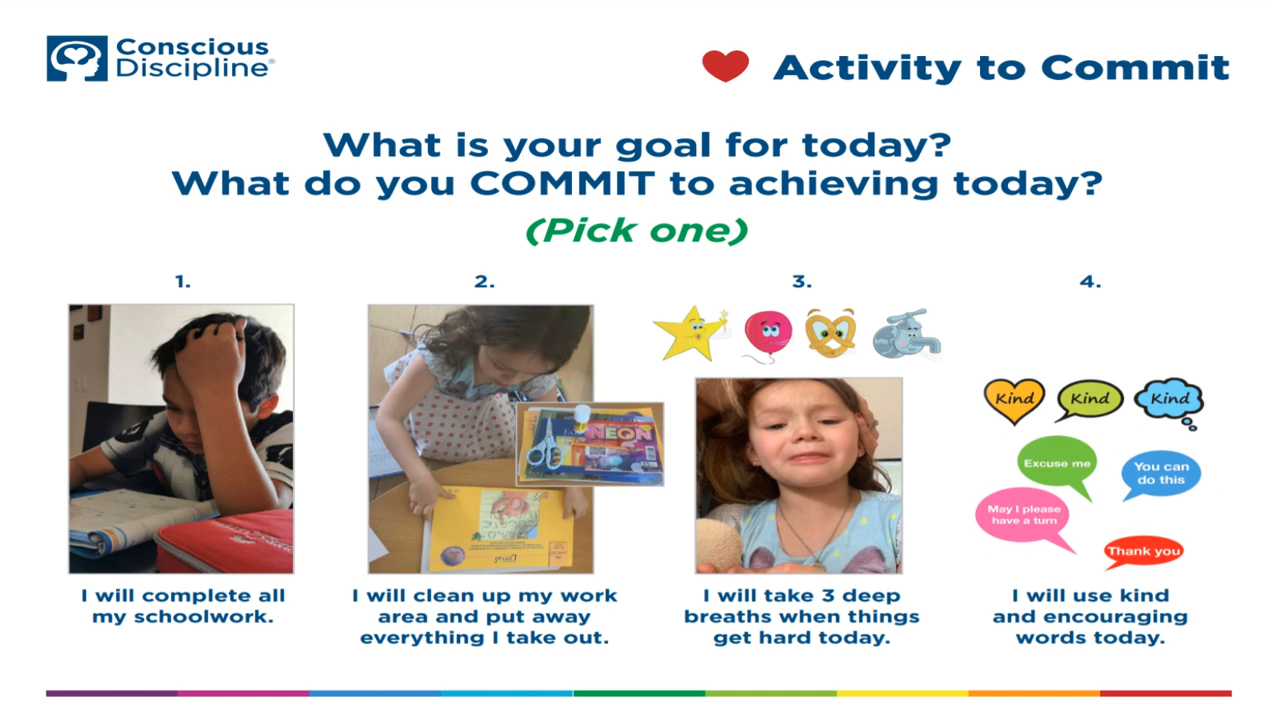 Conscious
Discipline®
Activity to Commit
What is your goal for today?
What do you COMMIT to achieving today?
(Pick one)
1.
2.
3.
4.
NEON
Kind
Kind
Kind
Excuse me
You can
do this
May I please
have a turn
Thank you
I will complete all
my schoolwork.
I will clean up my work
area and put away
everything I take out.
I will take 3 deep
breaths when things
get hard today.
I will use kind
and encouraging
words today.